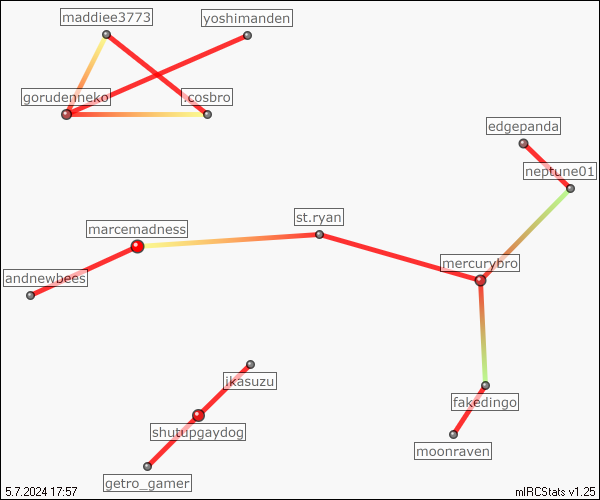 maddiee3773
yoshimanden
gorudenneko
cosbro
edgepanda
neptune01
st.ryan
marcemadness
mercurybro
andnewbees
ikasuzu
fakedingo
shutupgaydog
moonraven
getro_gamer
5.7.2024 17:57
mIRCStats v1.25